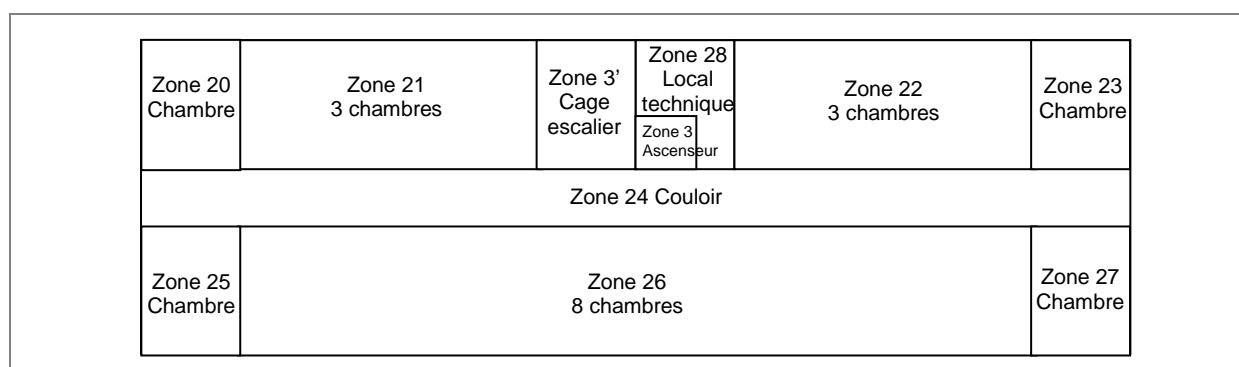 Zone 20
Chambre
Zone 21
3 chambres
Zone 3’
Cage
escalier
Zone 28
Local
technique
Zone 3
Ascenseur
Zone 22
3 chambres
Zone 23
Chambre
Zone 24 Couloir
Zone 25
Chambre
Zone 26
8 chambres
Zone 27
Chambre